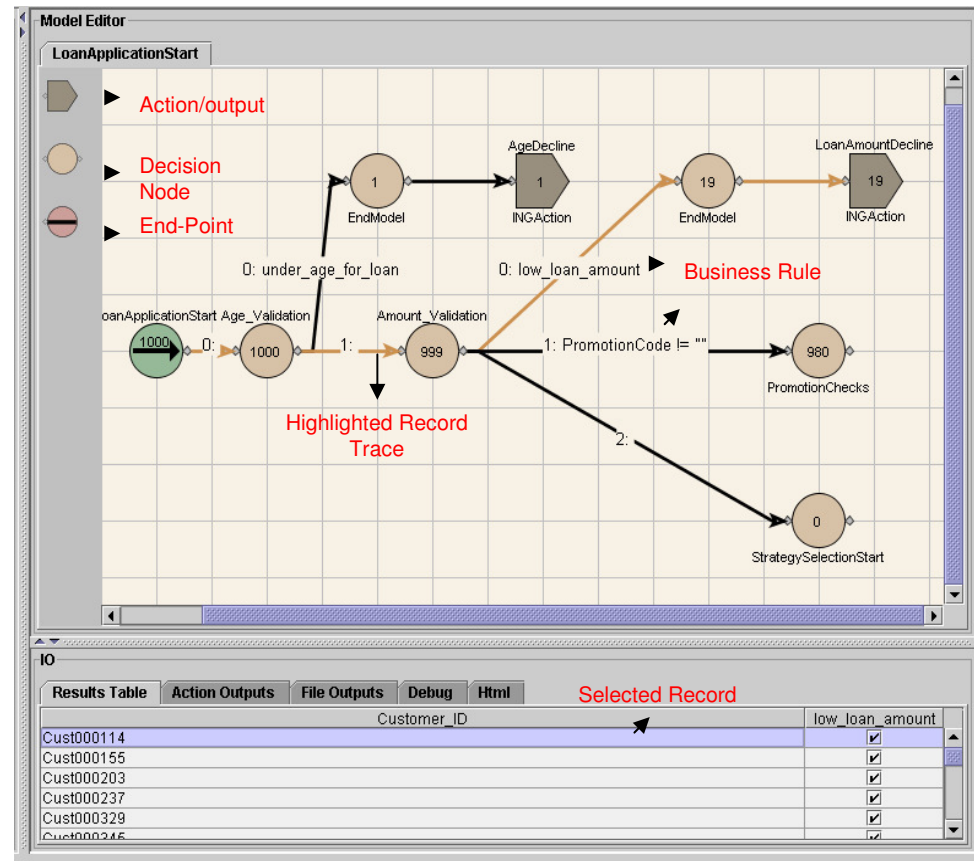 Model Editor
LoanApplicationStart
Action/output
Decision
Node
End-Point
AgeDecline
1
1
EndModel
INGAction
LoanAmountDecline
19
19
EndModel
INGAction
0: under_age_for_loan
0: low_loan_amount
Business Rule
oanApplicationStart
Age_Validation
Amount_Validation
1000
0:
1000
1:
999
1: PromotionCode != ""
980
PromotionChecks
Highlighted Record
Trace
2:
0
StrategySelectionStart
IO
Results Table
Action Outputs
File Outputs
Debug
Html
Selected Record
Customer_ID
low_loan_amount
Cust000114
Cust000155
Cust000203
Cust000237
Cust000329
Cust000346